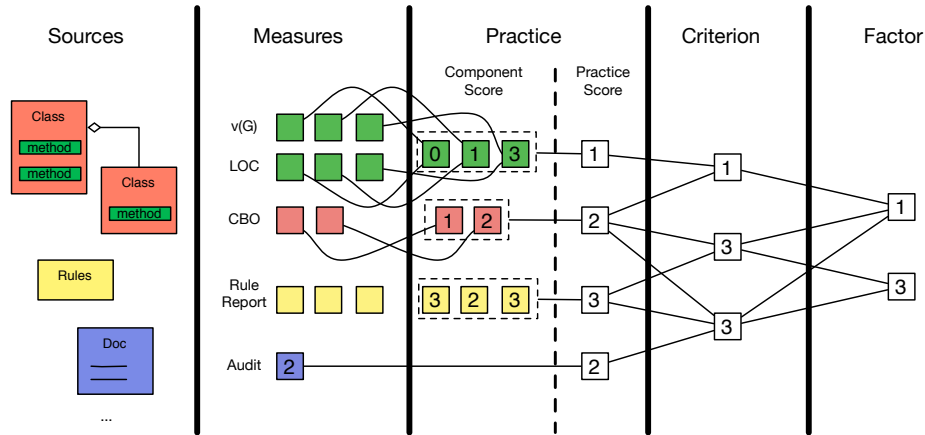 Sources
Measures
Practice
Criterion
Factor
Component
Score
Practice
Score
Class
method
method
Class
method
Rules
Doc
...
v(G)
LOC
CBO
Rule
Report
Audit
2
0 1 3
1 2
3 2 3
1
2
3
2
1
3
3
1
3